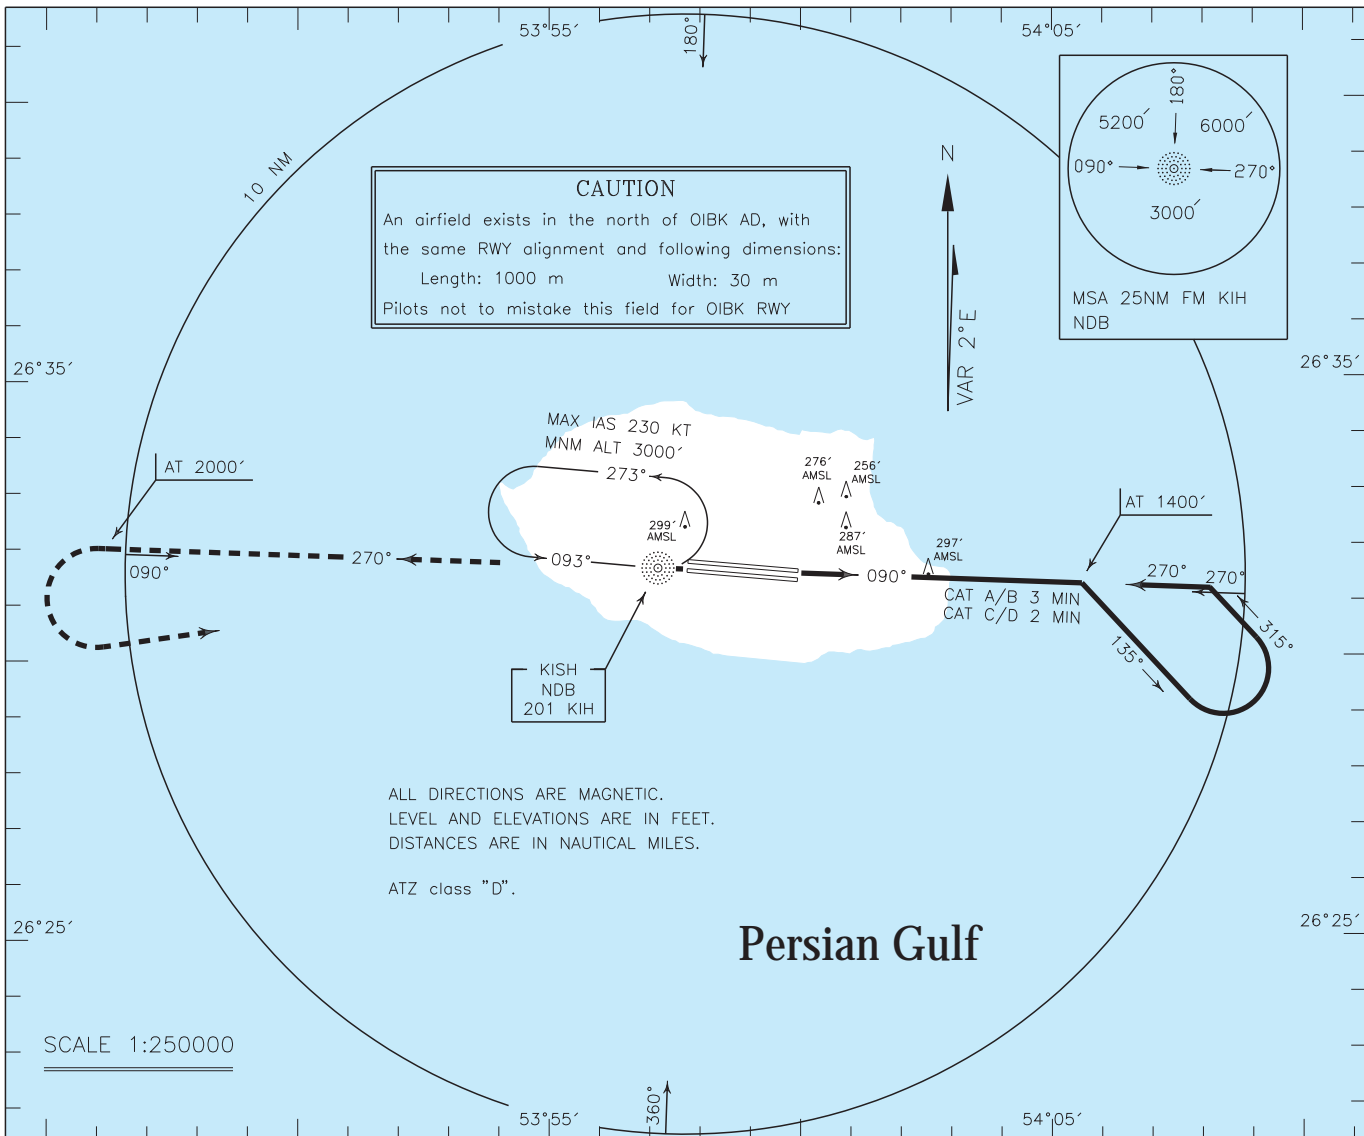 53°55′
54°05′
180°
10 NM
CAUTION
An airfield exists in the north of OIBK AD, with
the same RWY alignment and following dimensions:
Length: 1000 m Width: 30 m
Pilots not to mistake this field for OIBK RWY
N
VAR 2°E
180°
5200′ 6000′
090° 270°
3000′
MSA 25NM FM KIH
NDB
26°35′
26°35′
MAX IAS 230 KT
MNM ALT 3000′
273°
AT 2000′
276′
AMSL
256′
AMSL
299′
AMSL
287′
AMSL
297′
AMSL
AT 1400′
090°
270°
093°
090°
270°
270°
CAT A/B 3 MIN
CAT C/D 2 MIN
135°
315°
KISH
NDB
201 KIH
ALL DIRECTIONS ARE MAGNETIC.
LEVEL AND ELEVATIONS ARE IN FEET.
DISTANCES ARE IN NAUTICAL MILES.
ATZ class "D".
Persian Gulf
26°25′
26°25′
SCALE 1:250000
360°
53°55′
54°05′